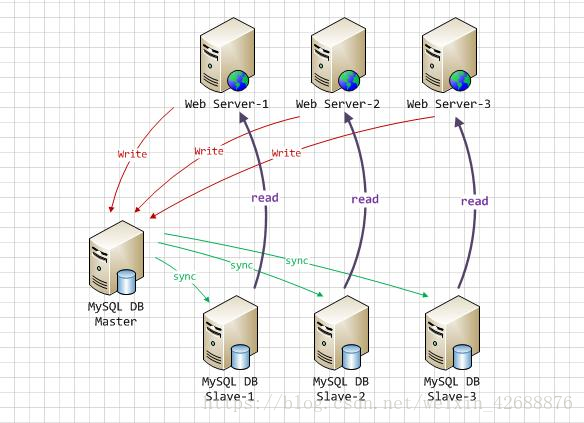 Web Server-1
Web Server-2
Web Server-3
Write
Write
Write
read
read
read
sync
sync
sync
MySQL DB
Master
MySQL DB
Slave-1
MySQL DB
Slave-2
MySQL DB
Slave-3
https://blog.csdn.net/weixin_42688876